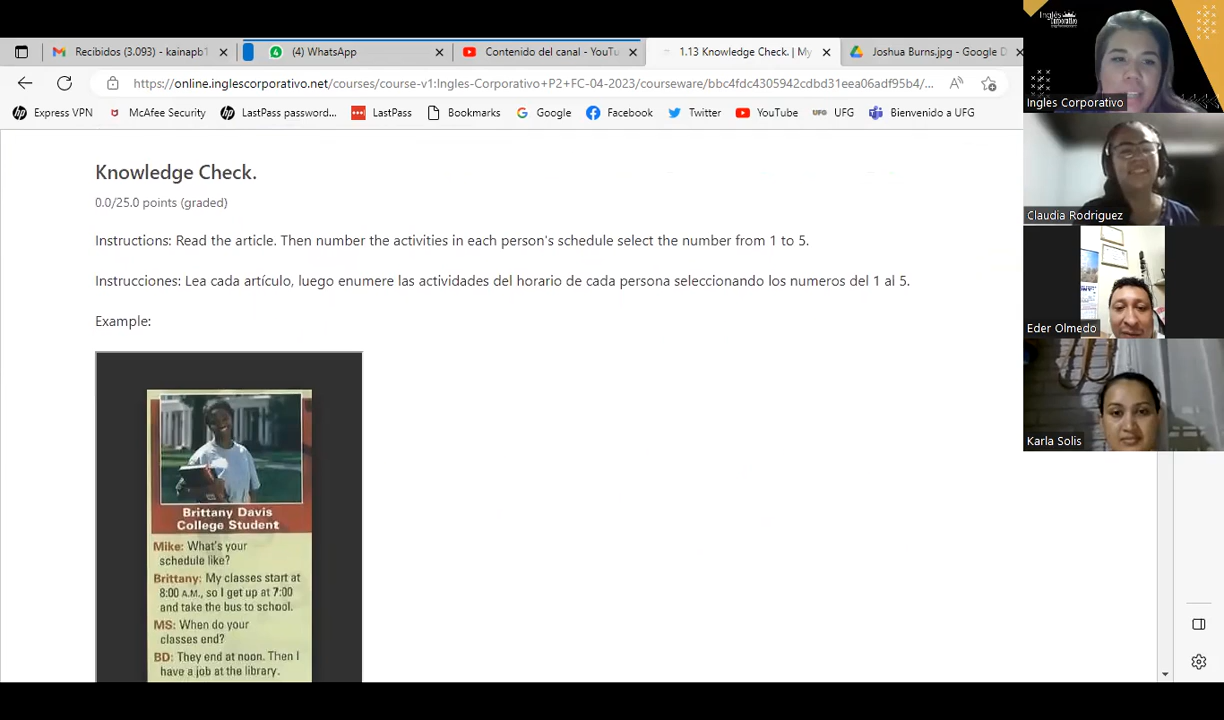 Recibidos (3.093) - kainapb1
(4) WhatsApp
Contenido del canal - YouTu
1.13 Knowledge Check. | My
Joshua Burns.jpg - Google D
https://online.inglescorporativo.net/courses/course-v1:Ingles-Corporativo+P2+FC-04-2023/courseware/bbc4fdc4305942cdbd31eea06adf95b4/...
Express VPN
McAfee Security
LastPass password...
LastPass
Bookmarks
Google
Facebook
Twitter
YouTube
UFG
Bienvenido a UFG
Knowledge Check.
0.0/25.0 points (graded)
Instructions: Read the article. Then number the activities in each person's schedule select the number from 1 to 5.
Instrucciones: Lea cada artículo, luego enumere las actividades del horario de cada persona seleccionando los numeros del 1 al 5.
Example:
Brittany Davis
College Student
Mike: What's your
schedule like?
Brittany: My classes start at
8:00 A.M., so I get up at 7:00
and take the bus to school.
MS: When do your
classes end?
BD: They end at noon. Then I
have a job at the library.
Inglés
Corporativo
Ingles Corporativo
Claudia Rodriguez
Eder Olmedo
Karla Solis